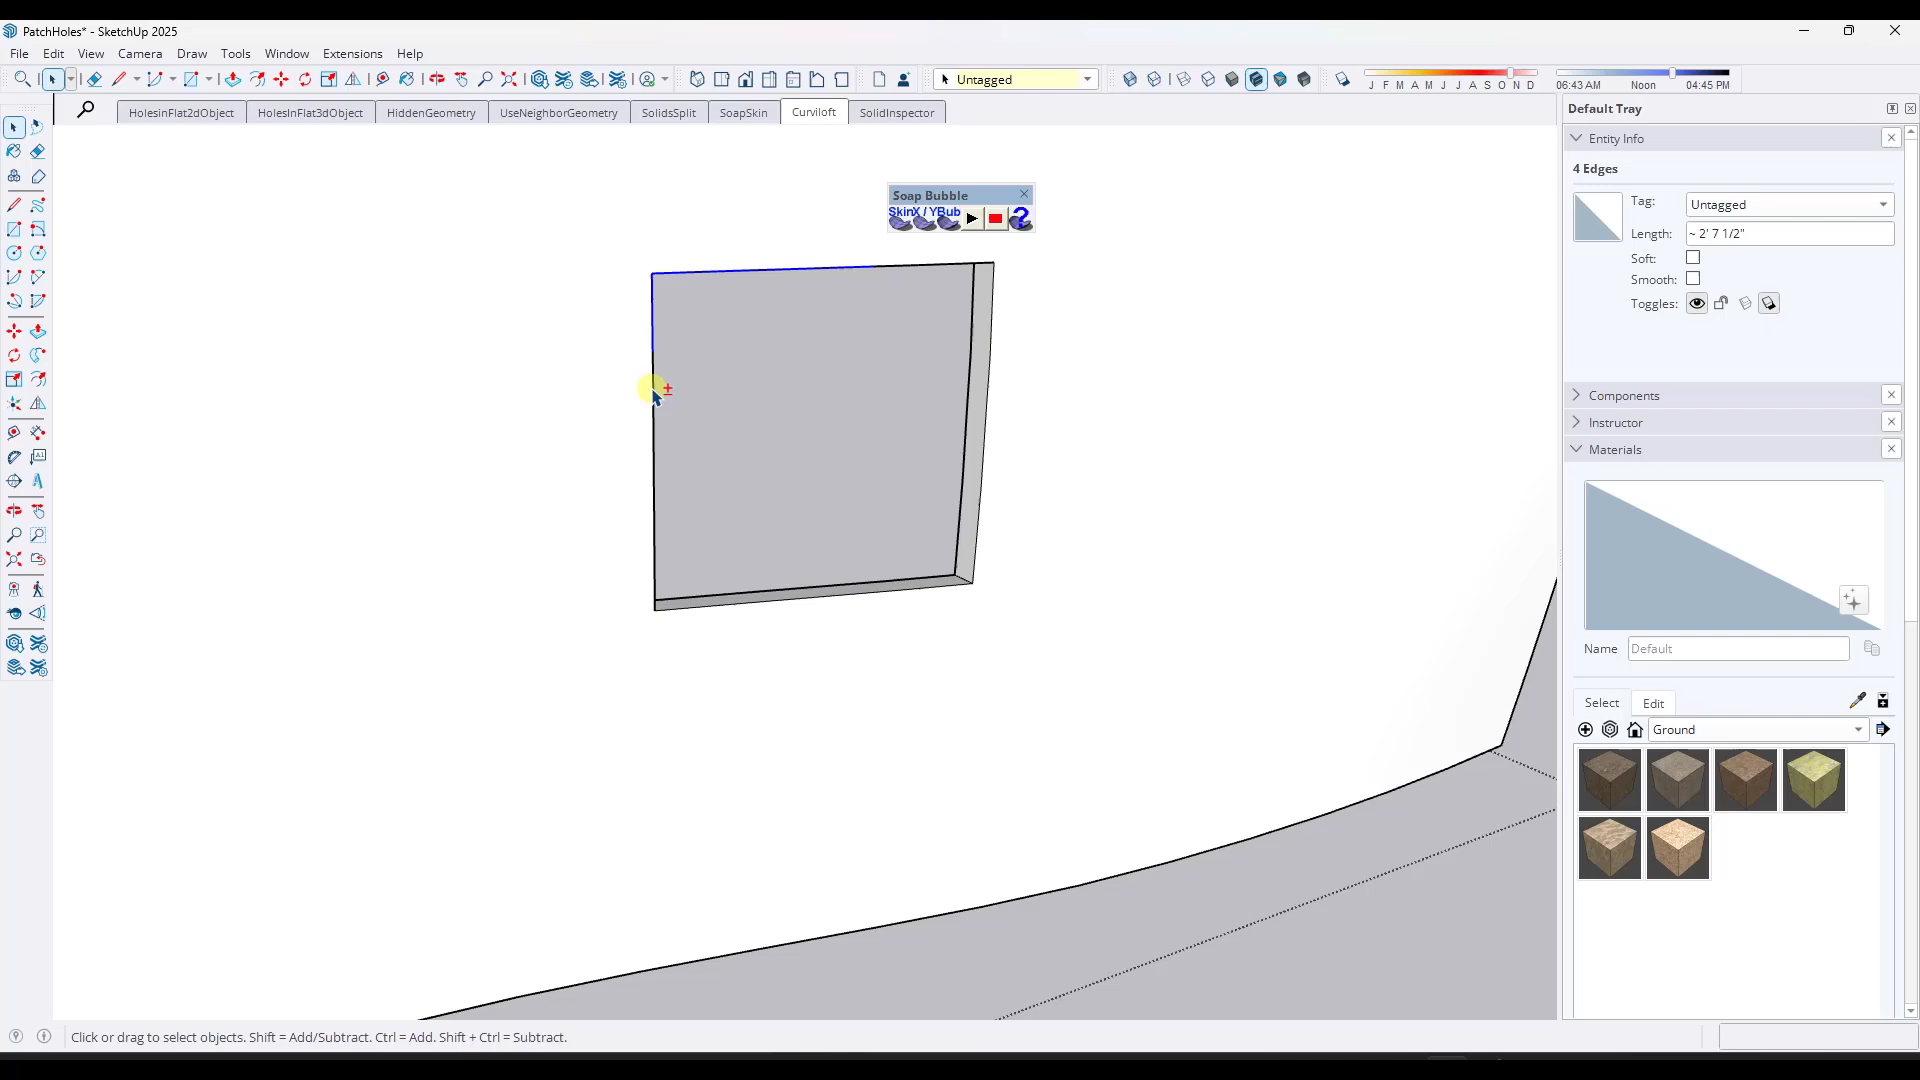 PatchHoles* - SketchUp 2025
File Edit View Camera Draw Tools Window Extensions Help
Untagged
J F M A M J J A S O N D
06:43 AM Noon 04:45 PM
HolesinFlat2dObject HolesInFlat3dObject HiddenGeometry UseNeighborGeometry SolidsSplit SoapSkin Curviloft SolidInspector
Default Tray
Entity Info
4 Edges
Tag: Untagged
Length: ~ 2' 7 1/2"
Soft:
Smooth:
Toggles:
Soap Bubble
SkinX / YBub ?
Components
Instructor
Materials
Name Default
Select Edit
Ground
Click or drag to select objects. Shift = Add/Subtract. Ctrl = Add. Shift + Ctrl = Subtract.